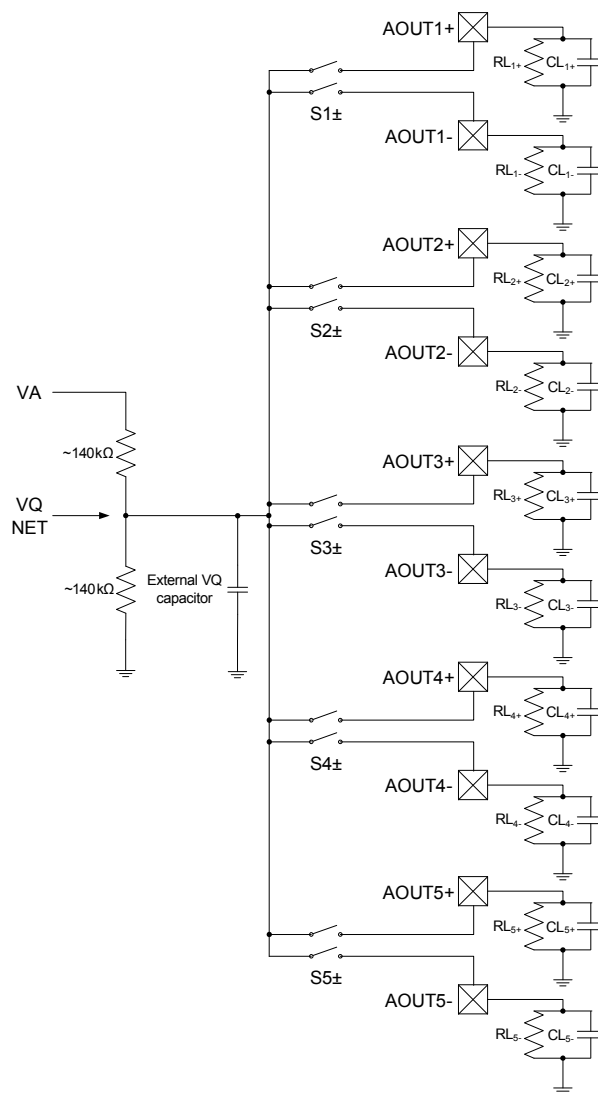 AOUT1+
RL1+ CL1+
S1±
AOUT1-
RL1- CL1-
AOUT2+
RL2+ CL2+
S2±
AOUT2-
RL2- CL2-
VA
~140kΩ
AOUT3+
RL3+ CL3+
VQ
NET
S3±
AOUT3-
~140kΩ
External VQ
capacitor
RL3- CL3-
AOUT4+
RL4+ CL4+
S4±
AOUT4-
RL4- CL4-
AOUT5+
RL5+ CL5+
S5±
AOUT5-
RL5- CL5-